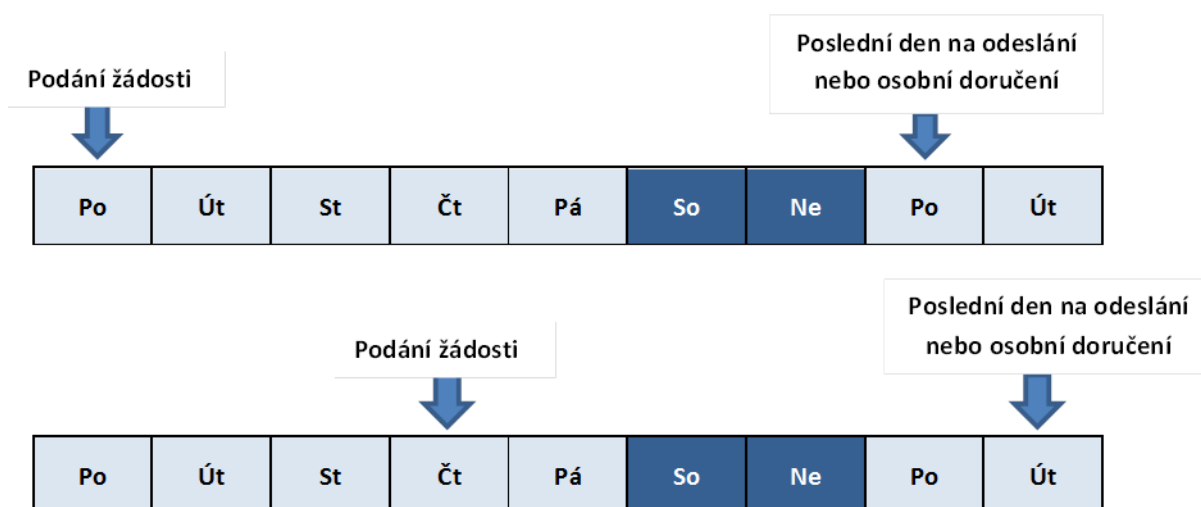 Podání žádosti
Poslední den na odeslání
nebo osobní doručení
Po Út St Čt Pá So Ne Po Út
Podání žádosti
Poslední den na odeslání
nebo osobní doručení
Po Út St Čt Pá So Ne Po Út